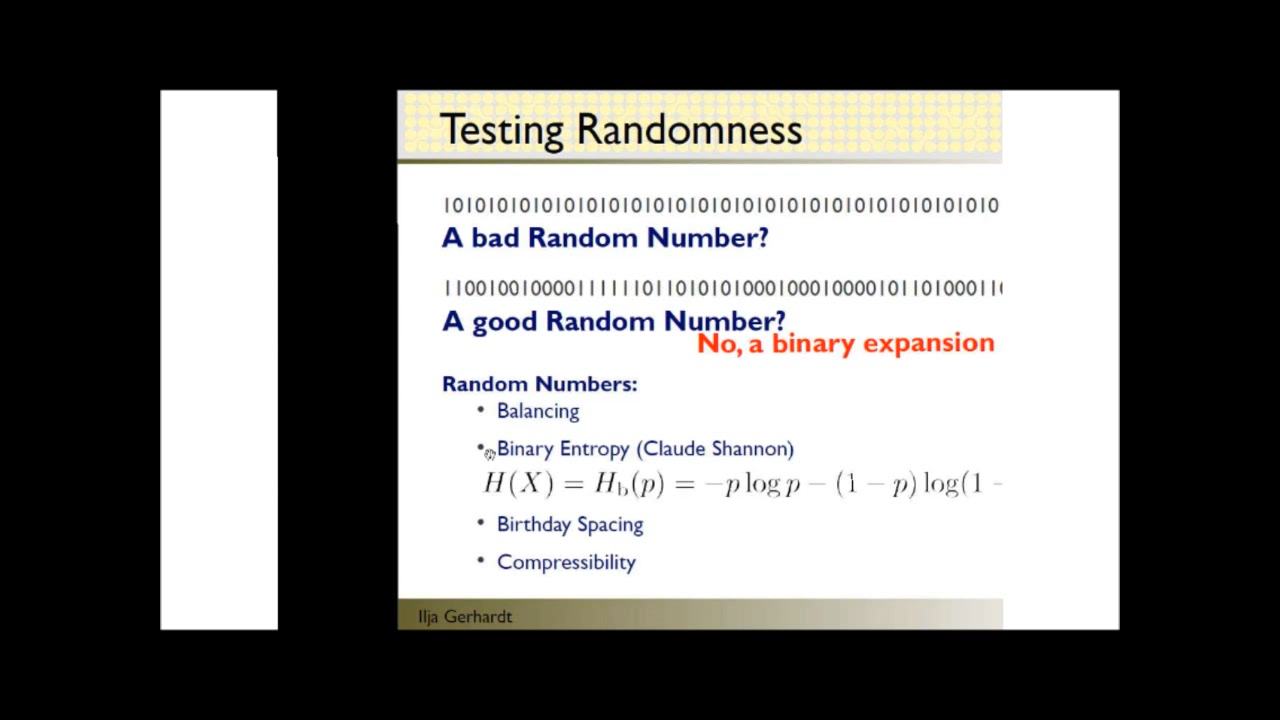 Testing Randomness
10101010101010101010101010101010101010101010101010
A bad Random Number?
11001001000011111101101010100010001000010110100011
A good Random Number?
No, a binary expansion
Random Numbers:
• Balancing
• Binary Entropy (Claude Shannon)
H(X) = H_b(p) = −p log p − (1 − p) log(1 −
• Birthday Spacing
• Compressibility
Ilja Gerhardt